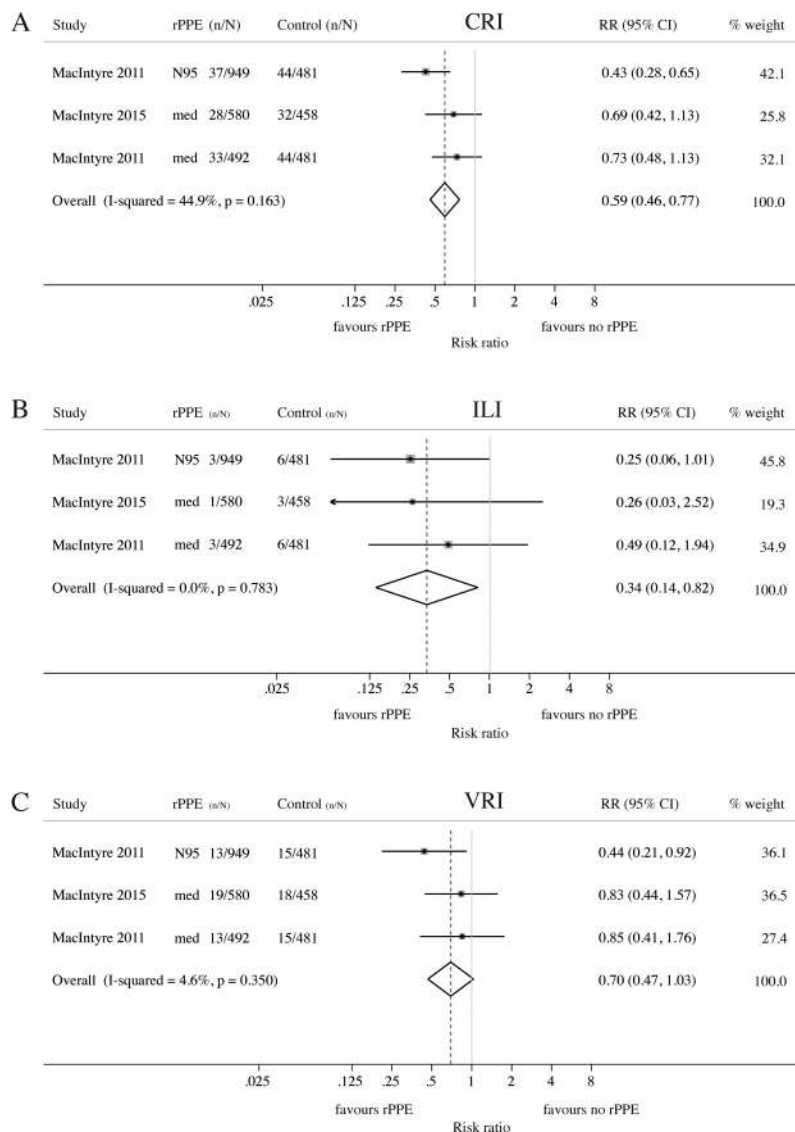 A
CRI
Study rPPE (n/N) Control (n/N) RR (95% CI) % weight
MacIntyre 2011 N95 37/949 44/481 0.43 (0.28, 0.65) 42.1
MacIntyre 2015 med 28/580 32/458 0.69 (0.42, 1.13) 25.8
MacIntyre 2011 med 33/492 44/481 0.73 (0.48, 1.13) 32.1
Overall (I-squared = 44.9%, p = 0.163) 0.59 (0.46, 0.77) 100.0
.025 .125 .25 .5 1 2 4 8
favours rPPE favours no rPPE
Risk ratio
B
ILI
Study rPPE (n/N) Control (n/N) RR (95% CI) % weight
MacIntyre 2011 N95 3/949 6/481 0.25 (0.06, 1.01) 45.8
MacIntyre 2015 med 1/580 3/458 0.26 (0.03, 2.52) 19.3
MacIntyre 2011 med 3/492 6/481 0.49 (0.12, 1.94) 34.9
Overall (I-squared = 0.0%, p = 0.783) 0.34 (0.14, 0.82) 100.0
.025 .125 .25 .5 1 2 4 8
favours rPPE favours no rPPE
Risk ratio
C
VRI
Study rPPE (n/N) Control (n/N) RR (95% CI) % weight
MacIntyre 2011 N95 13/949 15/481 0.44 (0.21, 0.92) 36.1
MacIntyre 2015 med 19/580 18/458 0.83 (0.44, 1.57) 36.5
MacIntyre 2011 med 13/492 15/481 0.85 (0.41, 1.76) 27.4
Overall (I-squared = 4.6%, p = 0.350) 0.70 (0.47, 1.03) 100.0
.025 .125 .25 .5 1 2 4 8
favours rPPE favours no rPPE
Risk ratio